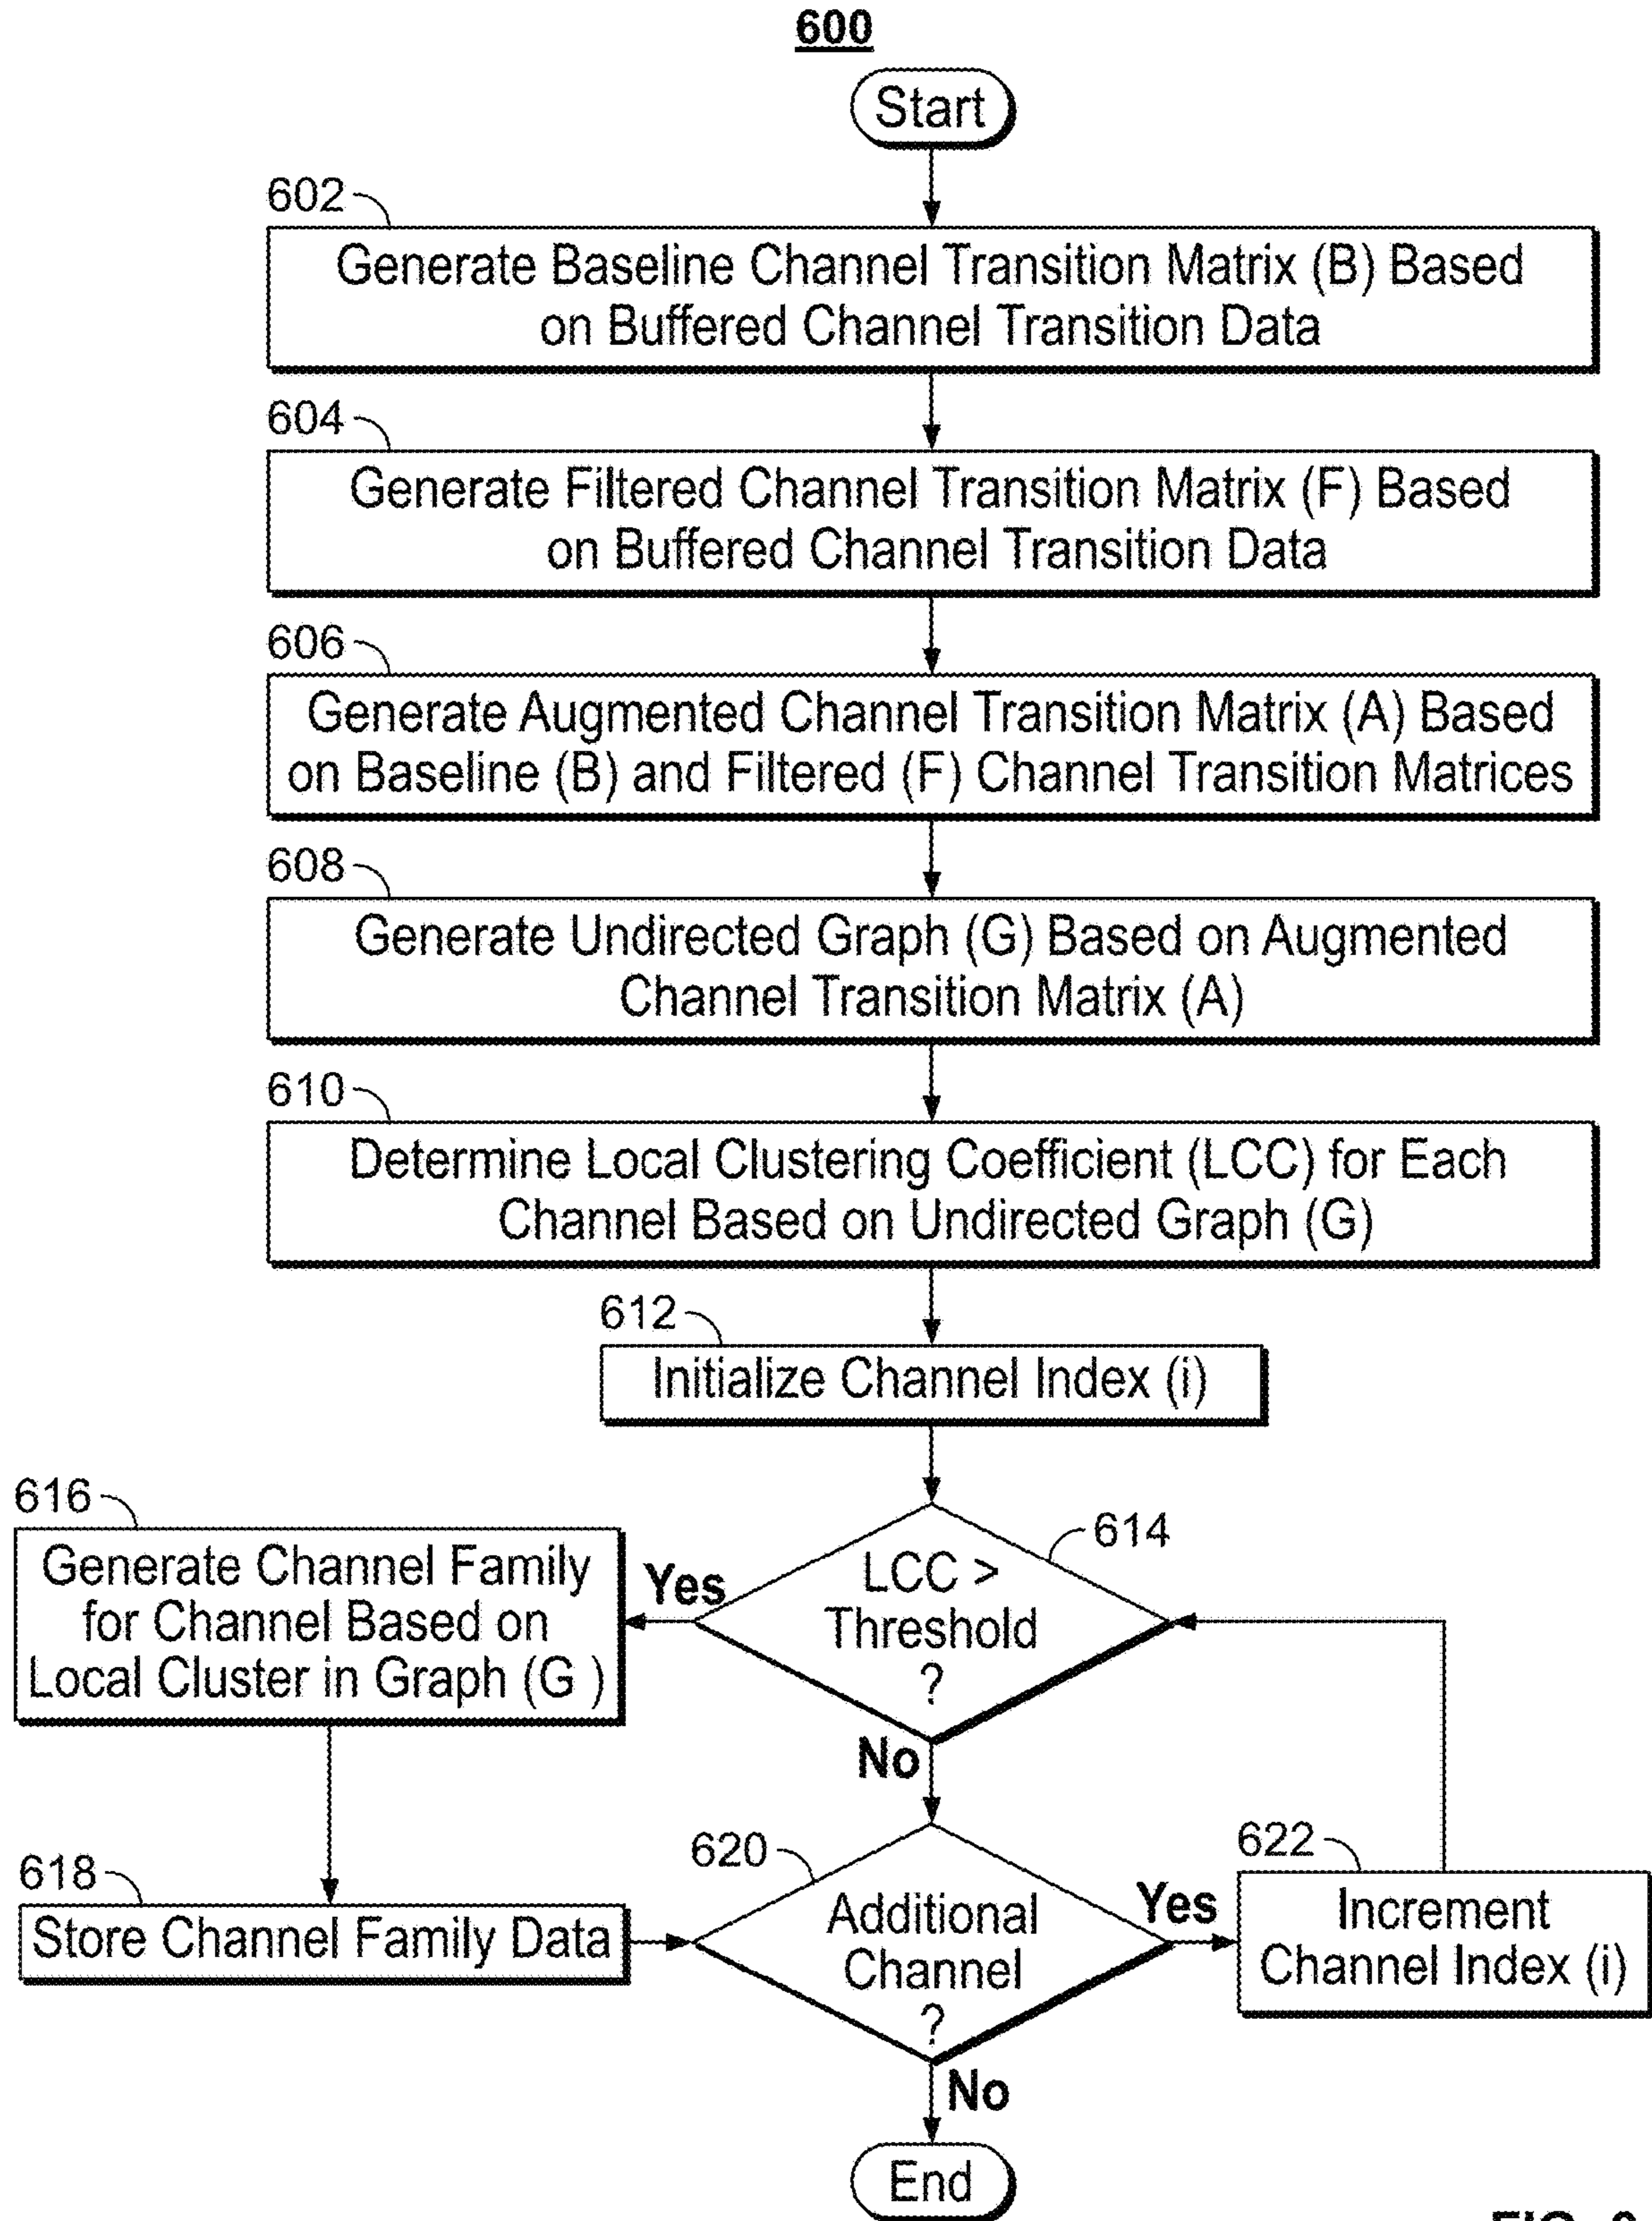 600
Start
602
Generate Baseline Channel Transition Matrix (B) Based
on Buffered Channel Transition Data
604
Generate Filtered Channel Transition Matrix (F) Based
on Buffered Channel Transition Data
606
Generate Augmented Channel Transition Matrix (A) Based
on Baseline (B) and Filtered (F) Channel Transition Matrices
608
Generate Undirected Graph (G) Based on Augmented
Channel Transition Matrix (A)
610
Determine Local Clustering Coefficient (LCC) for Each
Channel Based on Undirected Graph (G)
612
Initialize Channel Index (i)
614
LCC >
Threshold
?
Yes
No
616
Generate Channel Family
for Channel Based on
Local Cluster in Graph (G )
618
Store Channel Family Data
620
Additional
Channel
?
Yes
No
622
Increment
Channel Index (i)
End